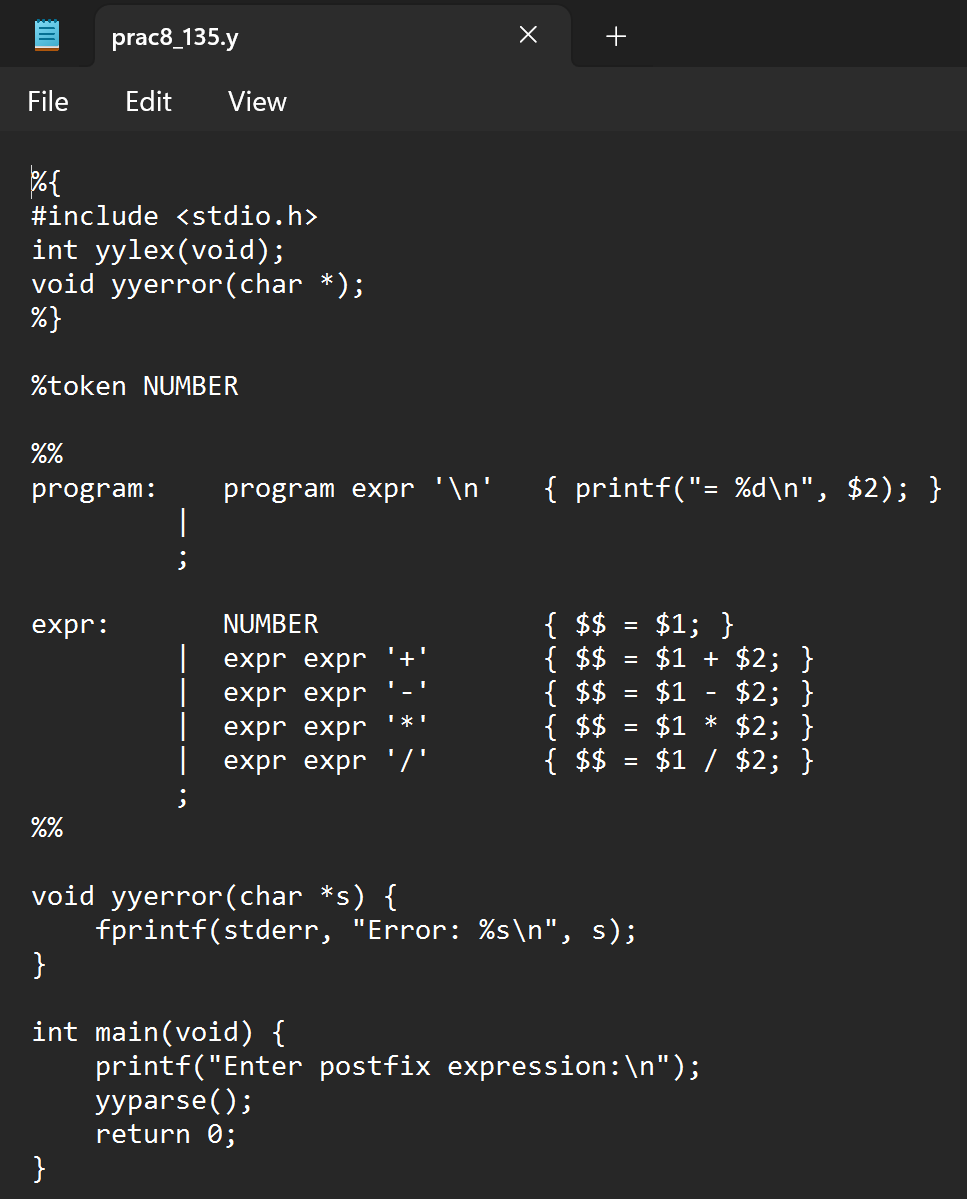 prac8_135.y
File Edit View
%{
#include <stdio.h>
int yylex(void);
void yyerror(char *);
%}

%token NUMBER

%%
program:    program expr '\n'   { printf("= %d\n", $2); }
         |
         ;

expr:       NUMBER              { $$ = $1; }
         |  expr expr '+'       { $$ = $1 + $2; }
         |  expr expr '-'       { $$ = $1 - $2; }
         |  expr expr '*'       { $$ = $1 * $2; }
         |  expr expr '/'       { $$ = $1 / $2; }
         ;
%%

void yyerror(char *s) {
    fprintf(stderr, "Error: %s\n", s);
}

int main(void) {
    printf("Enter postfix expression:\n");
    yyparse();
    return 0;
}